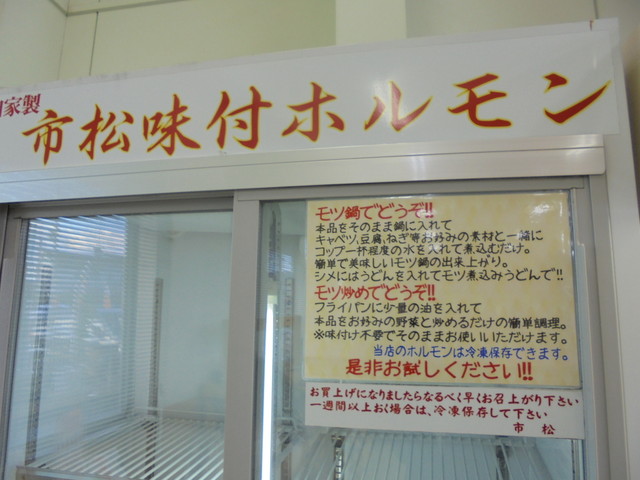 自家製
市松味付ホルモン
モツ鍋でどうぞ!!
本品をそのまま鍋に入れて
キャベツ、豆腐、ねぎ等お好みの素材と一緒に
コップ一杯程度の水を入れて煮込むだけ。
簡単で美味しいモツ鍋の出来上がり。
シメにはうどんを入れてモツ煮込みうどんで!!
モツ炒めでどうぞ!!
フライパンに少量の油を入れて
本品をお好みの野菜と炒めるだけの簡単調理。
※味付け不要でそのままお使いいただけます。
当店のホルモンは冷凍保存できます。
是非お試しください!!
お買上げになりましたらなるべく早くお召上がり下さい
一週間以上おく場合は、冷凍保存して下さい
市松